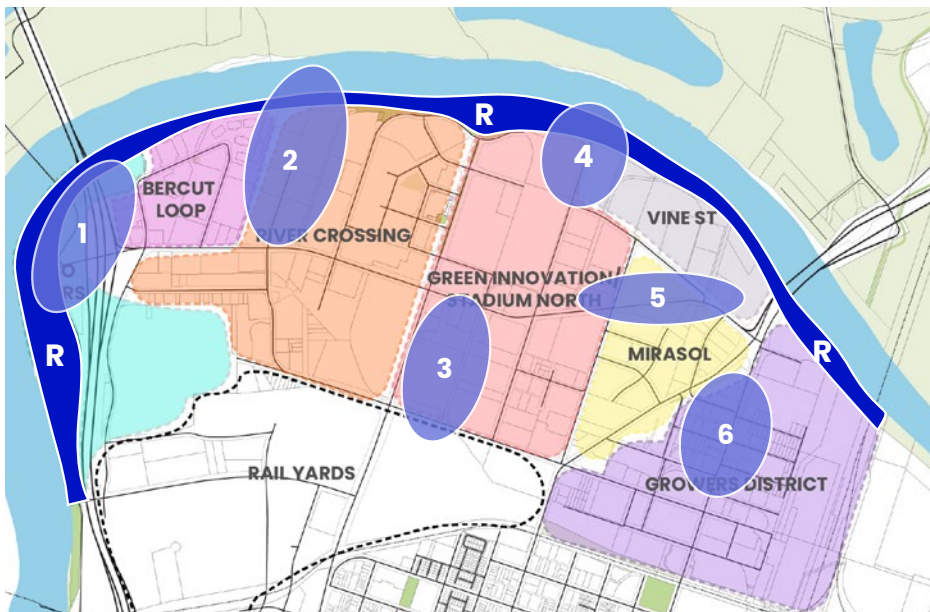 R
2
4
1
BERCUT
LOOP
VINE ST
RIVER CROSSING
R
RS
GREEN INNOVATION/
STADIUM NORTH
5
R
3
MIRASOL
R
6
RAIL YARDS
GROWERS DISTRICT